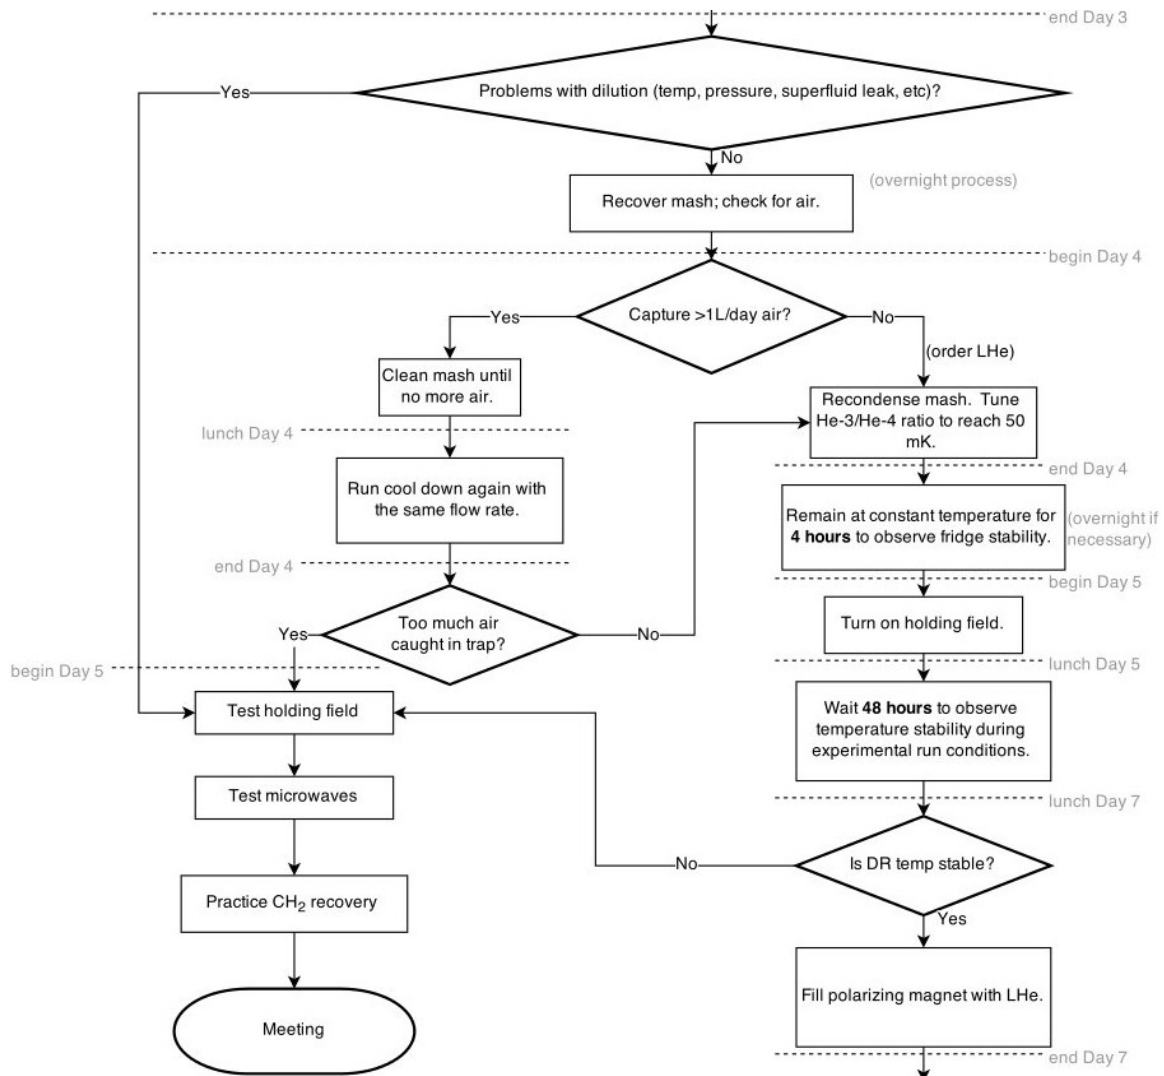 end Day 3
Problems with dilution (temp, pressure, superfluid leak, etc)?
Yes
No
(overnight process)
Recover mash; check for air.
begin Day 4
Capture >1L/day air?
Yes
No
(order LHe)
Clean mash until
no more air.
Recondense mash. Tune
He-3/He-4 ratio to reach 50
mK.
lunch Day 4
end Day 4
Run cool down again with
the same flow rate.
Remain at constant temperature for
4 hours to observe fridge stability.
(overnight if
necessary)
end Day 4
begin Day 5
Too much air
caught in trap?
Yes
No
Turn on holding field.
begin Day 5
lunch Day 5
Test holding field
Wait 48 hours to observe
temperature stability during
experimental run conditions.
Test microwaves
lunch Day 7
Is DR temp stable?
No
Yes
Practice CH2 recovery
Fill polarizing magnet with LHe.
Meeting
end Day 7